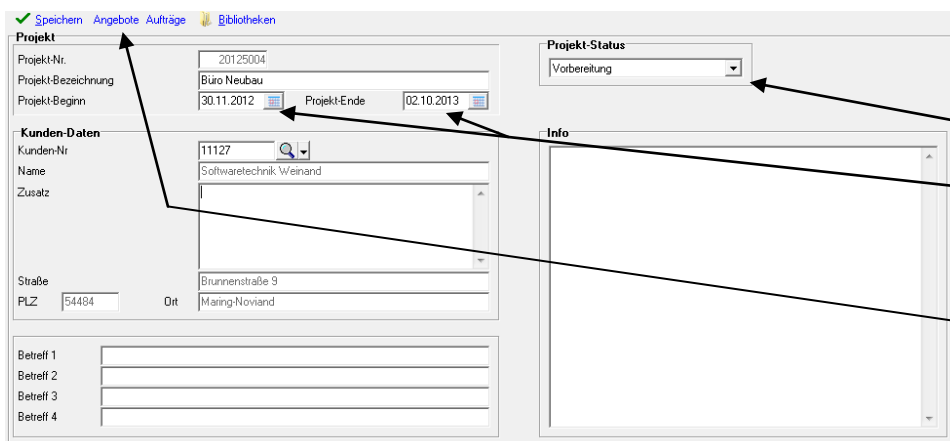 Speichern Angebote Aufträge Bibliotheken
Projekt
Projekt-Nr. 20125004
Projekt-Bezeichnung Büro Neubau
Projekt-Beginn 30.11.2012 Projekt-Ende 02.10.2013
Projekt-Status
Vorbereitung
Kunden-Daten
Kunden-Nr 11127
Name Softwaretechnik Weinand
Zusatz
Straße Brunnenstraße 9
PLZ 54484 Ort Maring-Noviand
Info
Betreff 1
Betreff 2
Betreff 3
Betreff 4